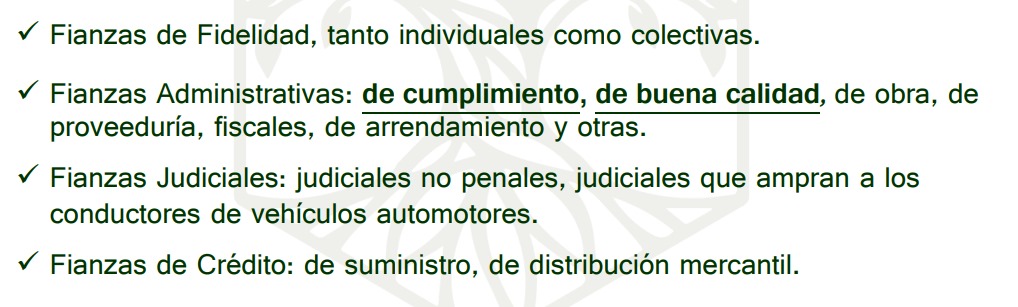 ✓ Fianzas de Fidelidad, tanto individuales como colectivas.
✓ Fianzas Administrativas: de cumplimiento, de buena calidad, de obra, de
proveeduría, fiscales, de arrendamiento y otras.
✓ Fianzas Judiciales: judiciales no penales, judiciales que ampran a los
conductores de vehículos automotores.
✓ Fianzas de Crédito: de suministro, de distribución mercantil.